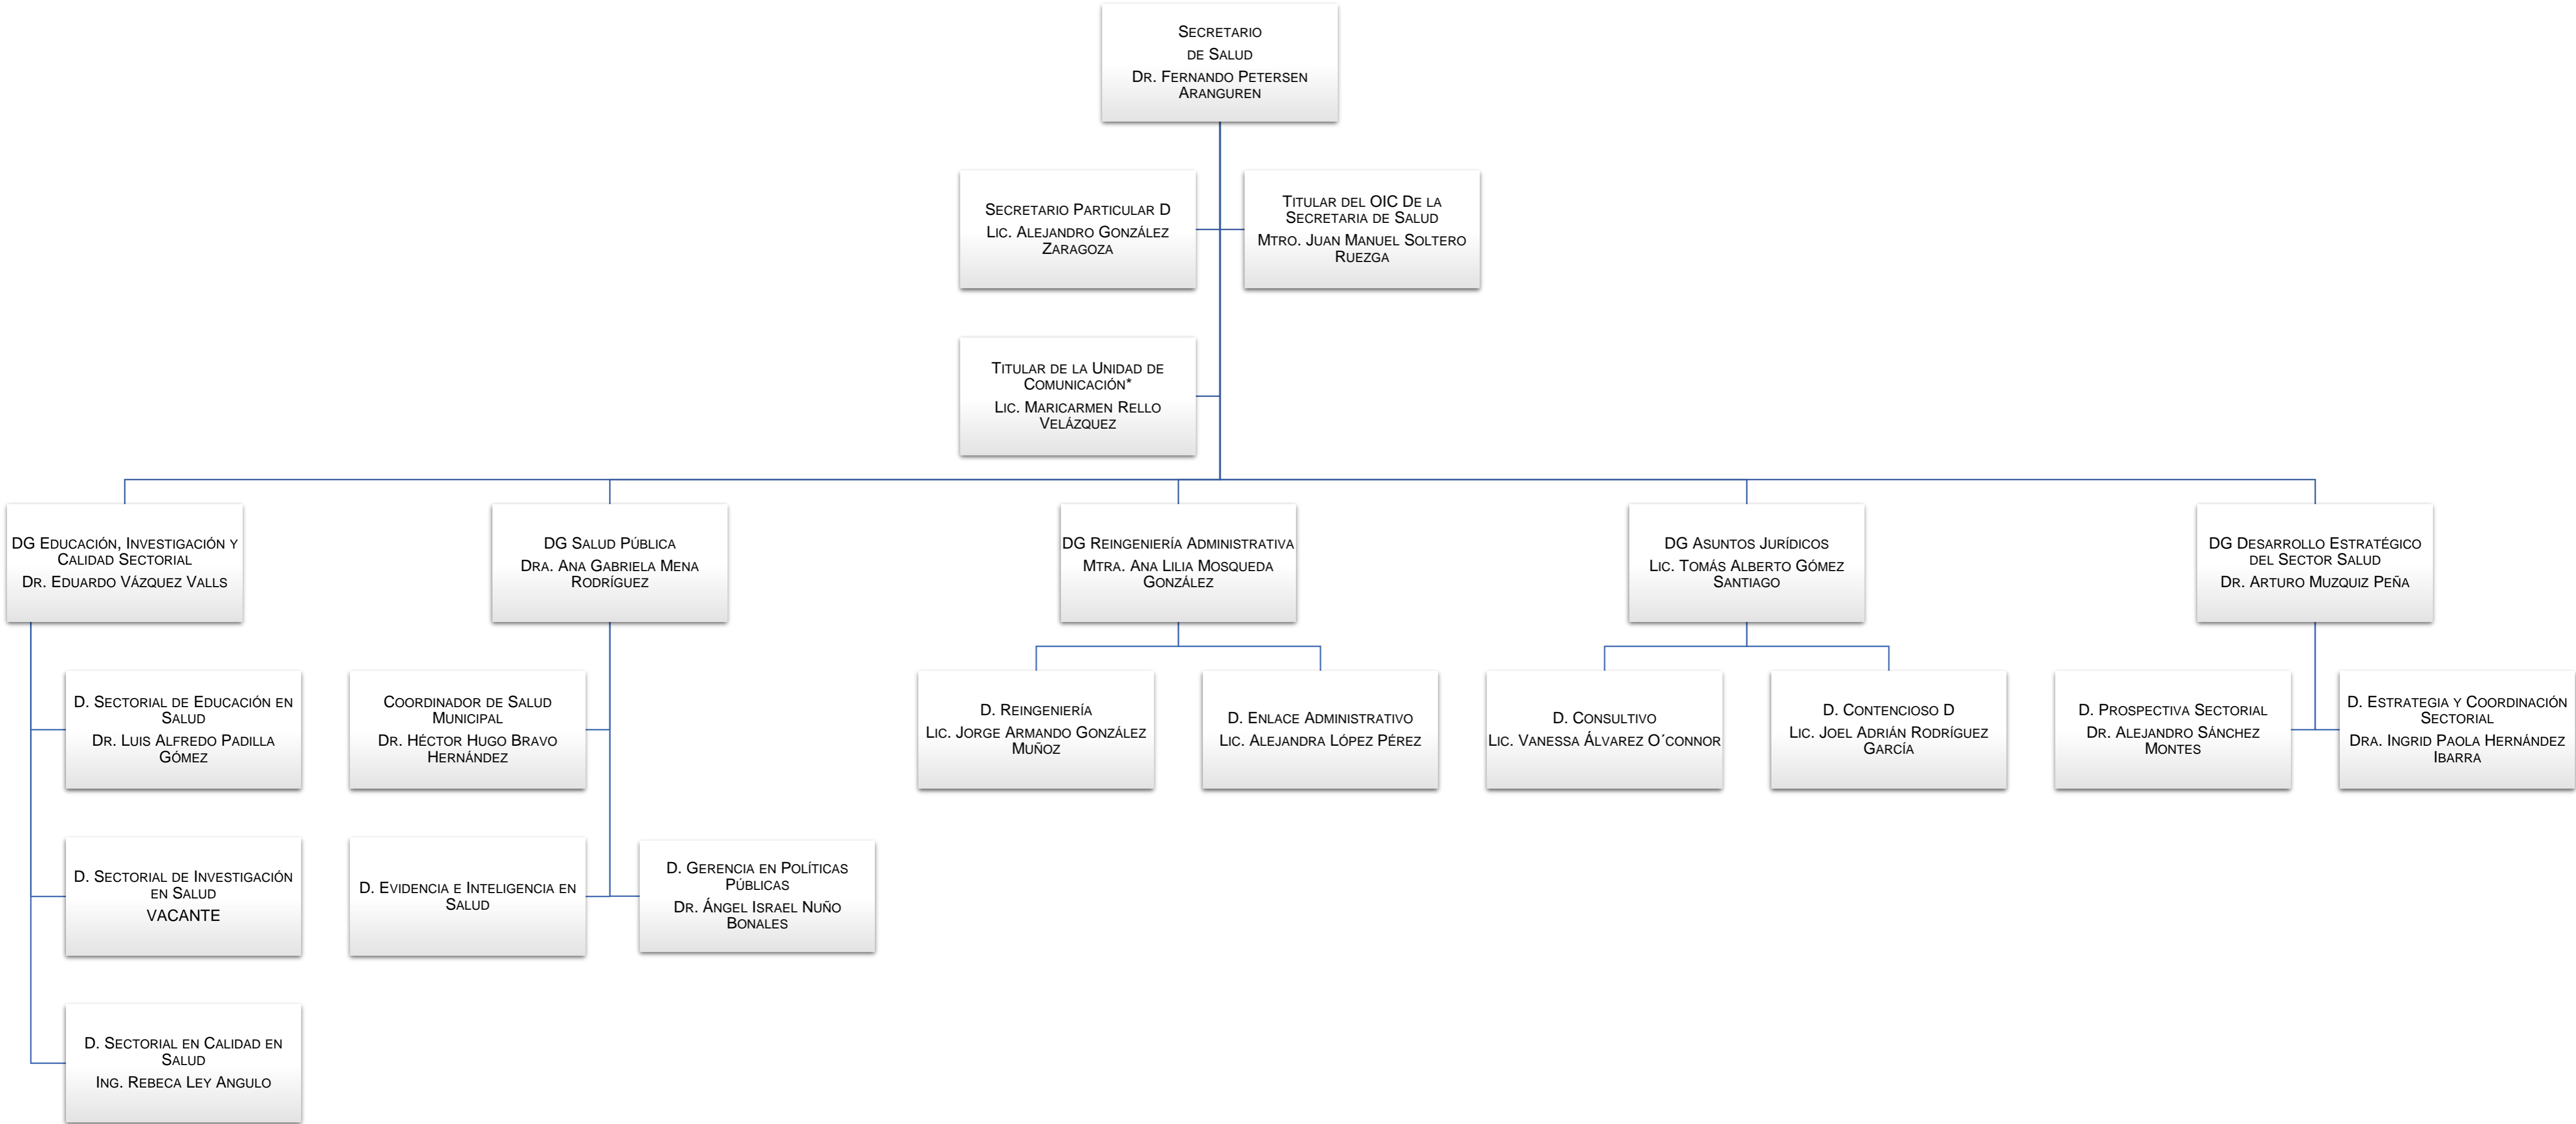 Secretario
de Salud
Dr. Fernando Petersen
Aranguren
Secretario Particular D
Lic. Alejandro González
Zaragoza
Titular del OIC De la
Secretaria de Salud
Mtro. Juan Manuel Soltero
Ruezga
Titular de la Unidad de
Comunicación*
Lic. Maricarmen Rello
Velázquez
DG Educación, Investigación y
Calidad Sectorial
Dr. Eduardo Vázquez Valls
DG Salud Pública
Dra. Ana Gabriela Mena
Rodríguez
DG Reingeniería Administrativa
Mtra. Ana Lilia Mosqueda
González
DG Asuntos Jurídicos
Lic. Tomás Alberto Gómez
Santiago
DG Desarrollo Estratégico
del Sector Salud
Dr. Arturo Muzquiz Peña
D. Sectorial de Educación en
Salud
Dr. Luis Alfredo Padilla
Gómez
Coordinador de Salud
Municipal
Dr. Héctor Hugo Bravo
Hernández
D. Reingeniería
Lic. Jorge Armando González
Muñoz
D. Enlace Administrativo
Lic. Alejandra López Pérez
D. Consultivo
Lic. Vanessa Álvarez O´connor
D. Contencioso D
Lic. Joel Adrián Rodríguez
García
D. Prospectiva Sectorial
Dr. Alejandro Sánchez
Montes
D. Estrategia y Coordinación
Sectorial
Dra. Ingrid Paola Hernández
Ibarra
D. Sectorial de Investigación
en Salud
VACANTE
D. Evidencia e Inteligencia en
Salud
D. Gerencia en Políticas
Públicas
Dr. Ángel Israel Nuño
Bonales
D. Sectorial en Calidad en
Salud
Ing. Rebeca Ley Angulo